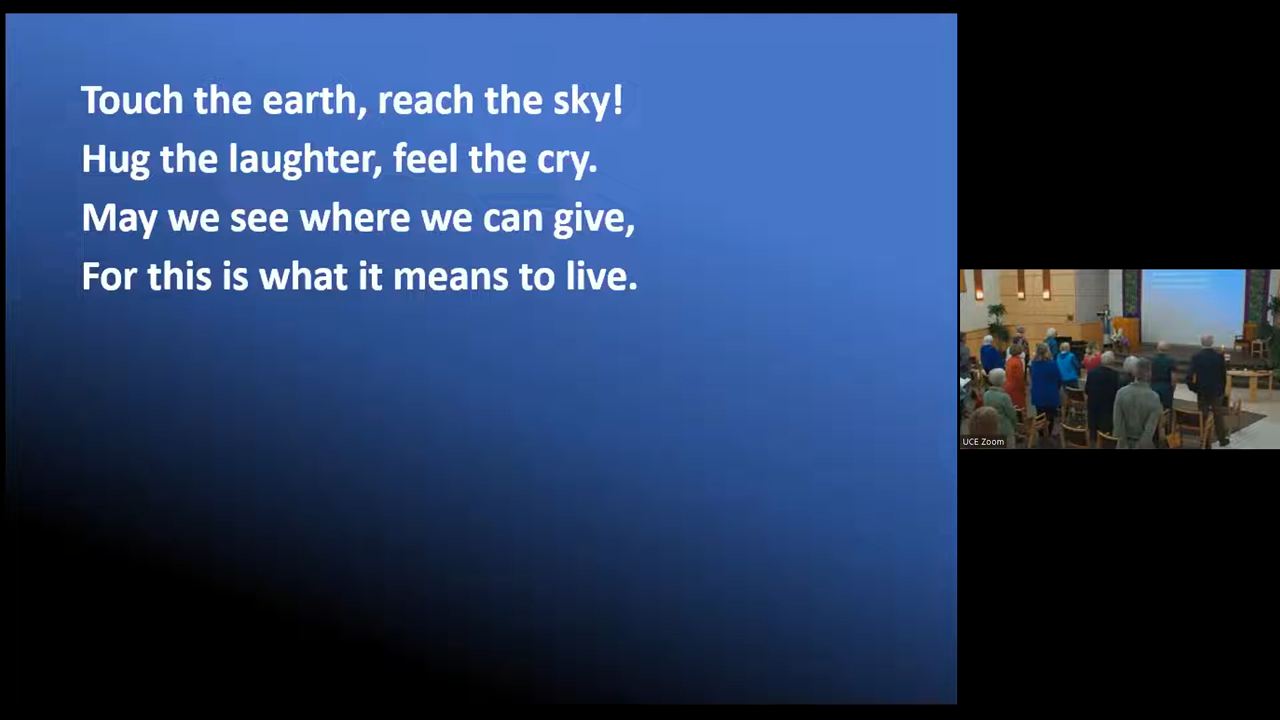 Touch the earth, reach the sky!
Hug the laughter, feel the cry.
May we see where we can give,
For this is what it means to live.
UCE Zoom